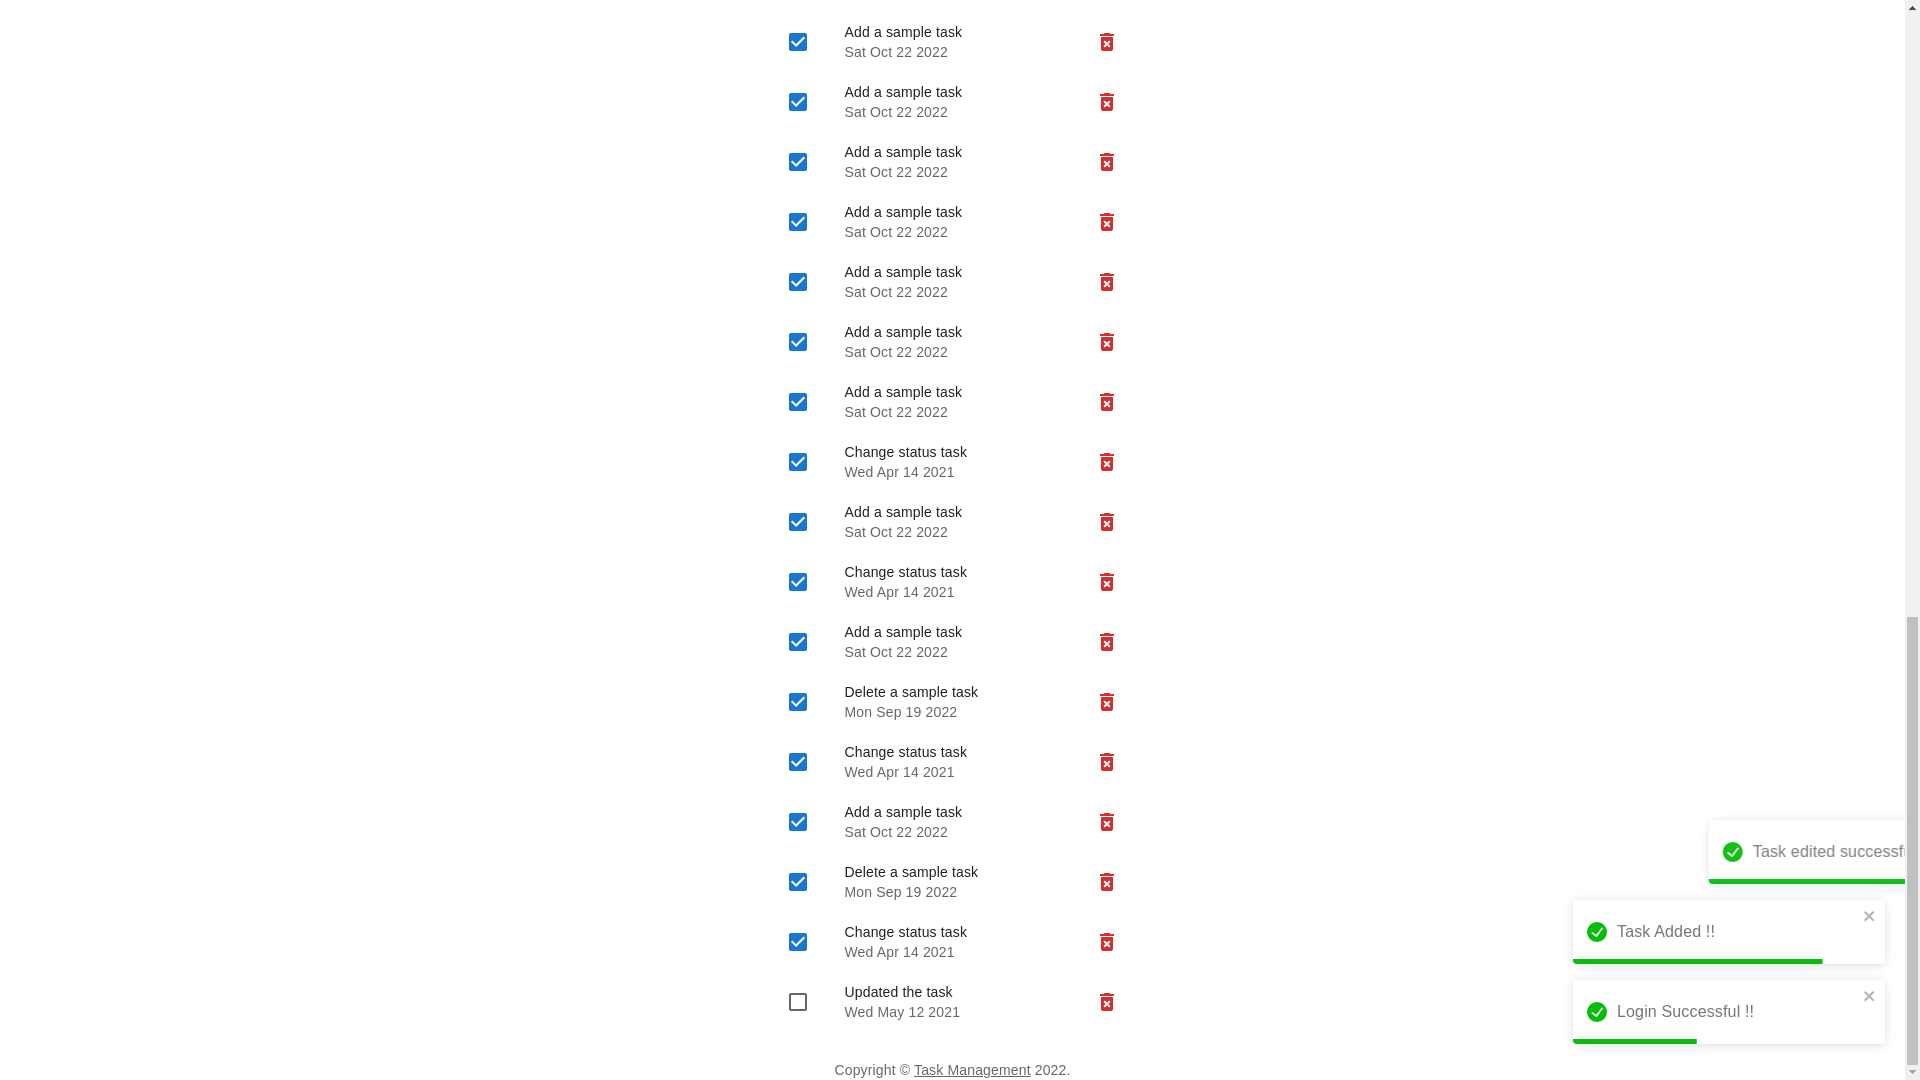 Add a sample task
Sat Oct 22 2022
Add a sample task
Sat Oct 22 2022
Add a sample task
Sat Oct 22 2022
Add a sample task
Sat Oct 22 2022
Add a sample task
Sat Oct 22 2022
Add a sample task
Sat Oct 22 2022
Add a sample task
Sat Oct 22 2022
Change status task
Wed Apr 14 2021
Add a sample task
Sat Oct 22 2022
Change status task
Wed Apr 14 2021
Add a sample task
Sat Oct 22 2022
Delete a sample task
Mon Sep 19 2022
Change status task
Wed Apr 14 2021
Add a sample task
Sat Oct 22 2022
Delete a sample task
Mon Sep 19 2022
Change status task
Wed Apr 14 2021
Updated the task
Wed May 12 2021
Copyright © Task Management 2022.
Task edited successf
Task Added !!
Login Successful !!